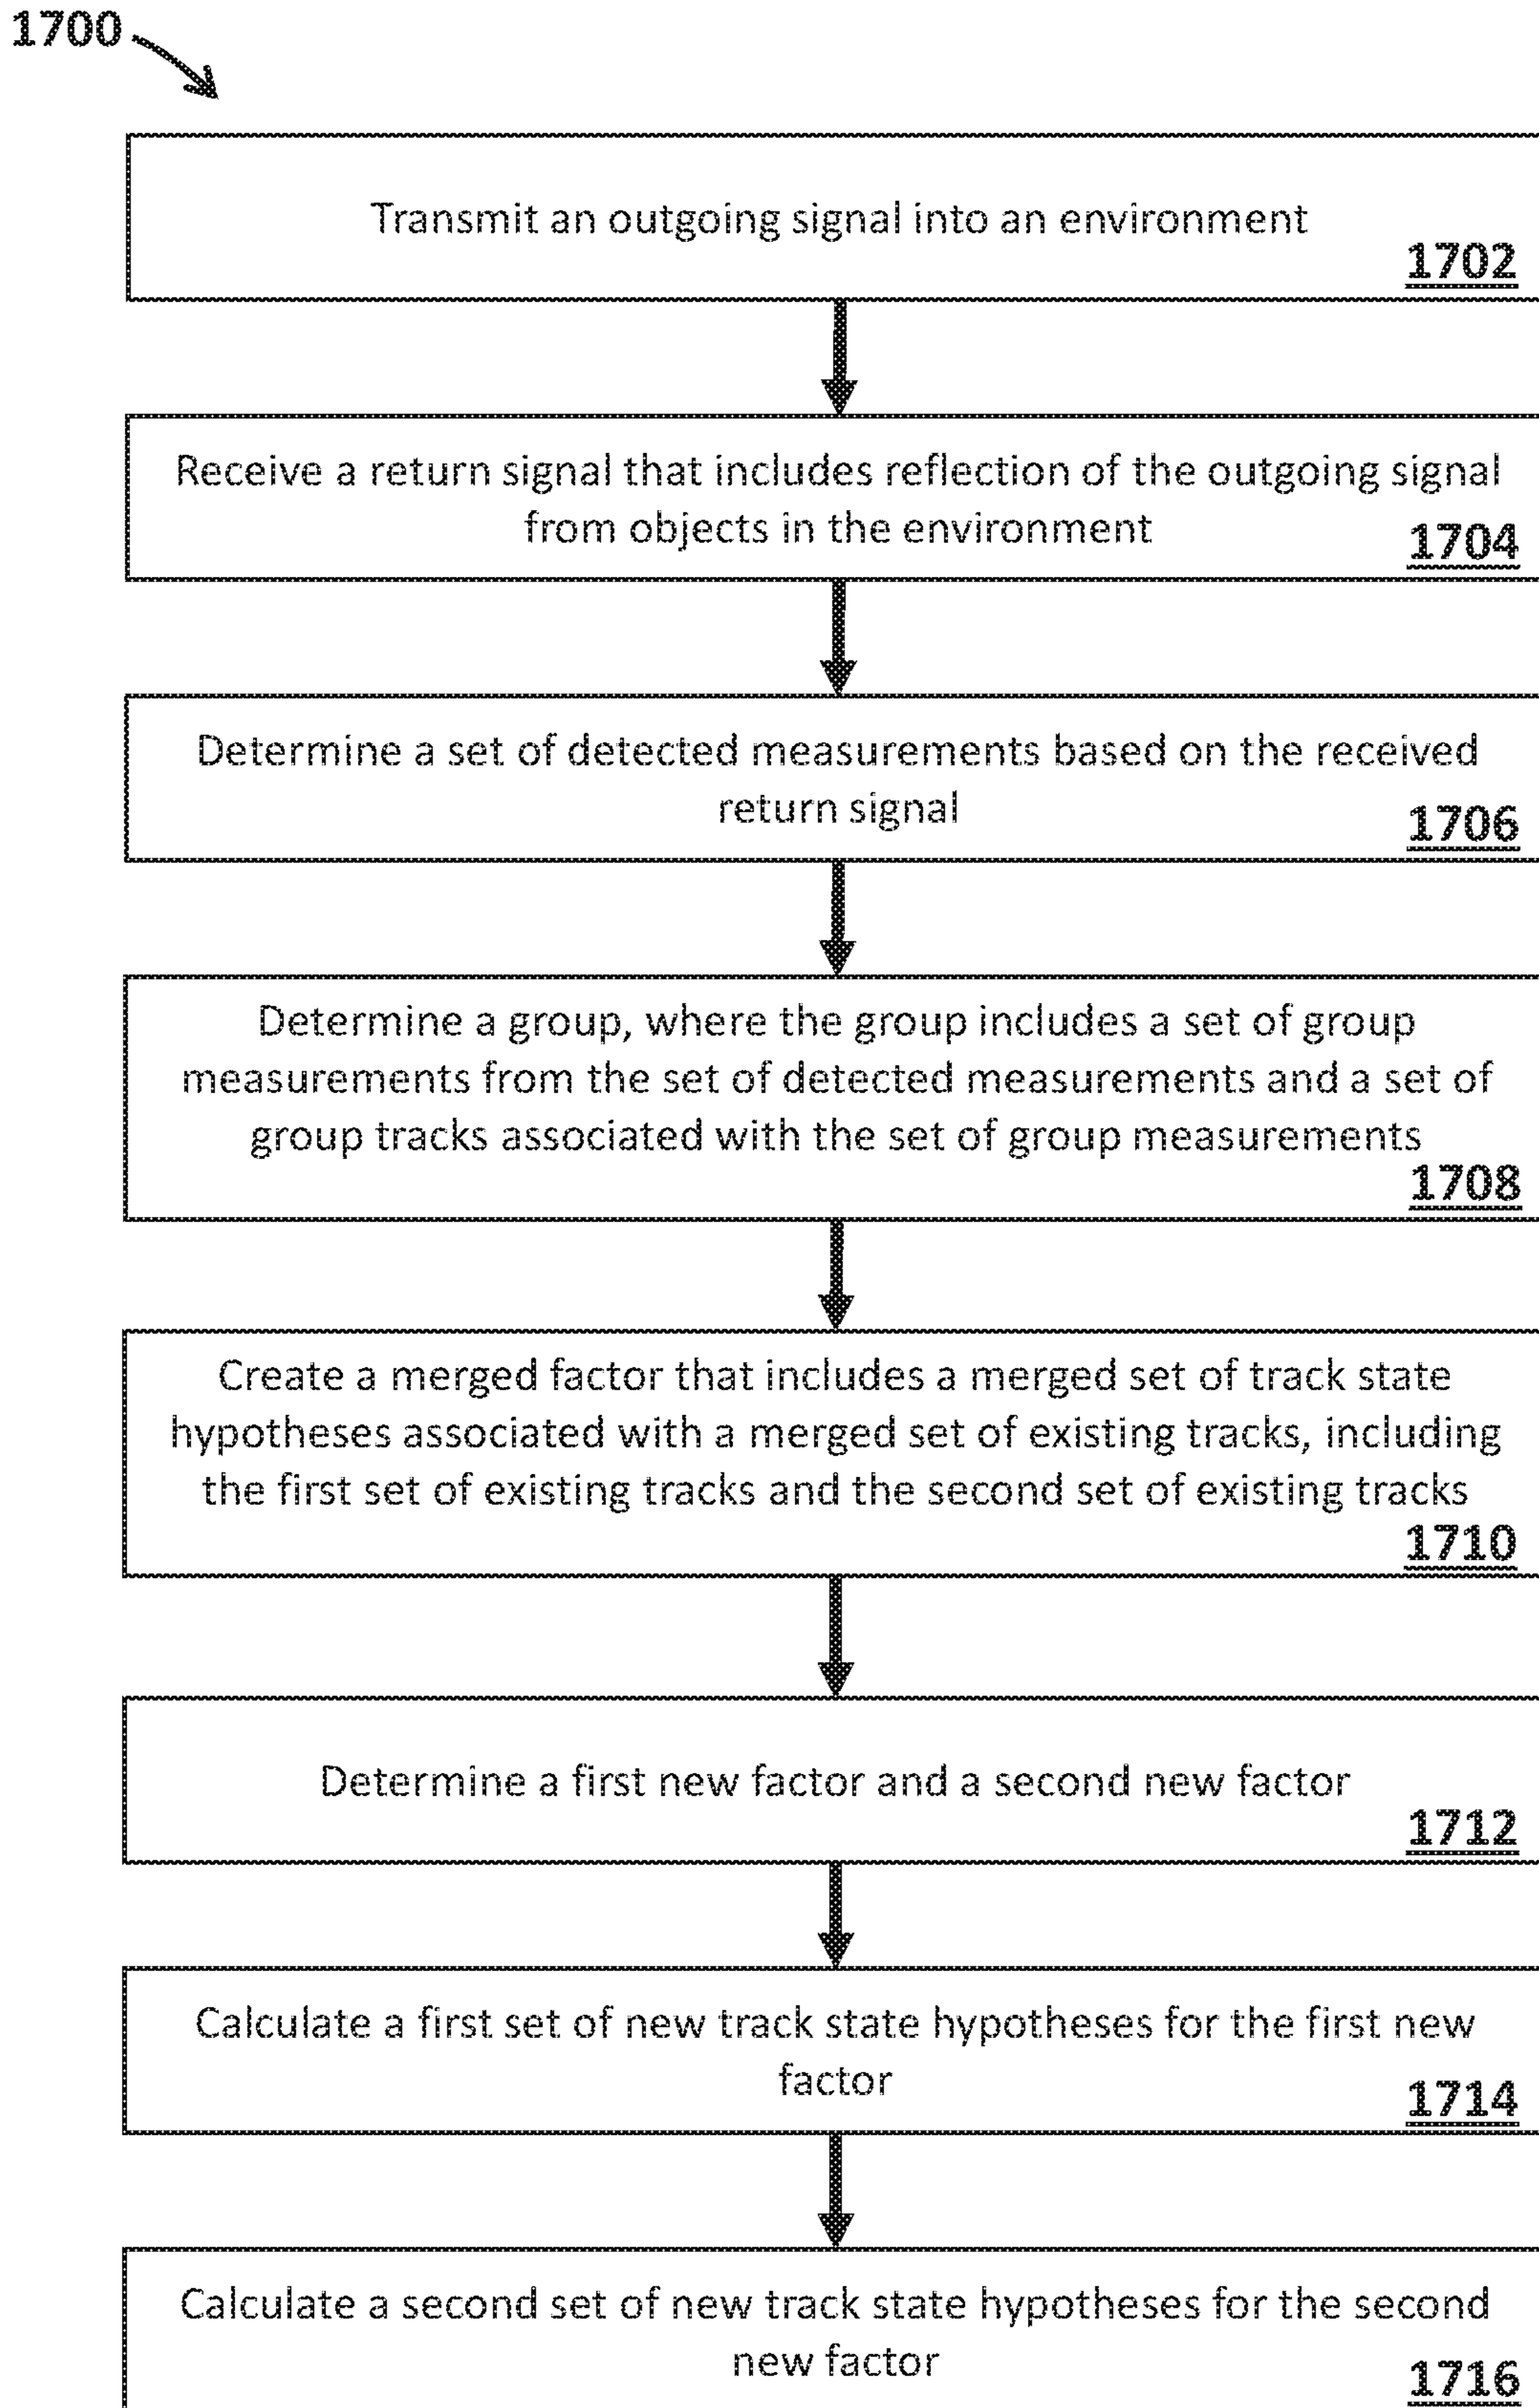 1700
Transmit an outgoing signal into an environment
1702
Receive a return signal that includes reflection of the outgoing signal
from objects in the environment
1704
Determine a set of detected measurements based on the received
return signal
1706
Determine a group, where the group includes a set of group
measurements from the set of detected measurements and a set of
group tracks associated with the set of group measurements
1708
Create a merged factor that includes a merged set of track state
hypotheses associated with a merged set of existing tracks, including
the first set of existing tracks and the second set of existing tracks
1710
Determine a first new factor and a second new factor
1712
Calculate a first set of new track state hypotheses for the first new
factor
1714
Calculate a second set of new track state hypotheses for the second
new factor
1716